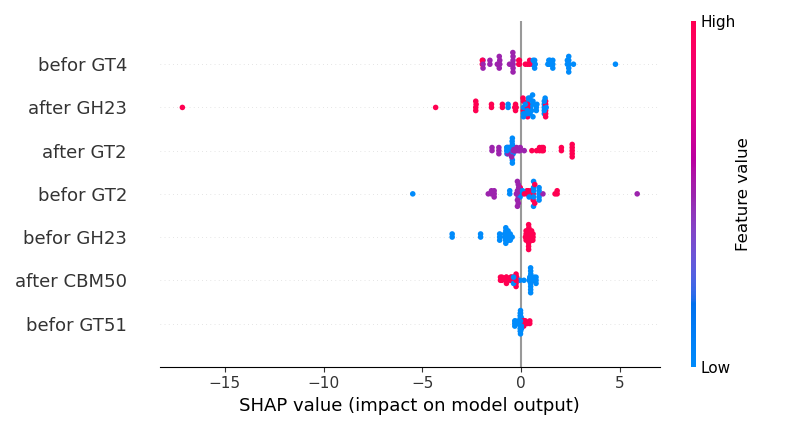 High
befor GT4
after GH23
after GT2
befor GT2
befor GH23
after CBM50
befor GT51
Feature value
Low
−15 −10 −5 0 5
SHAP value (impact on model output)